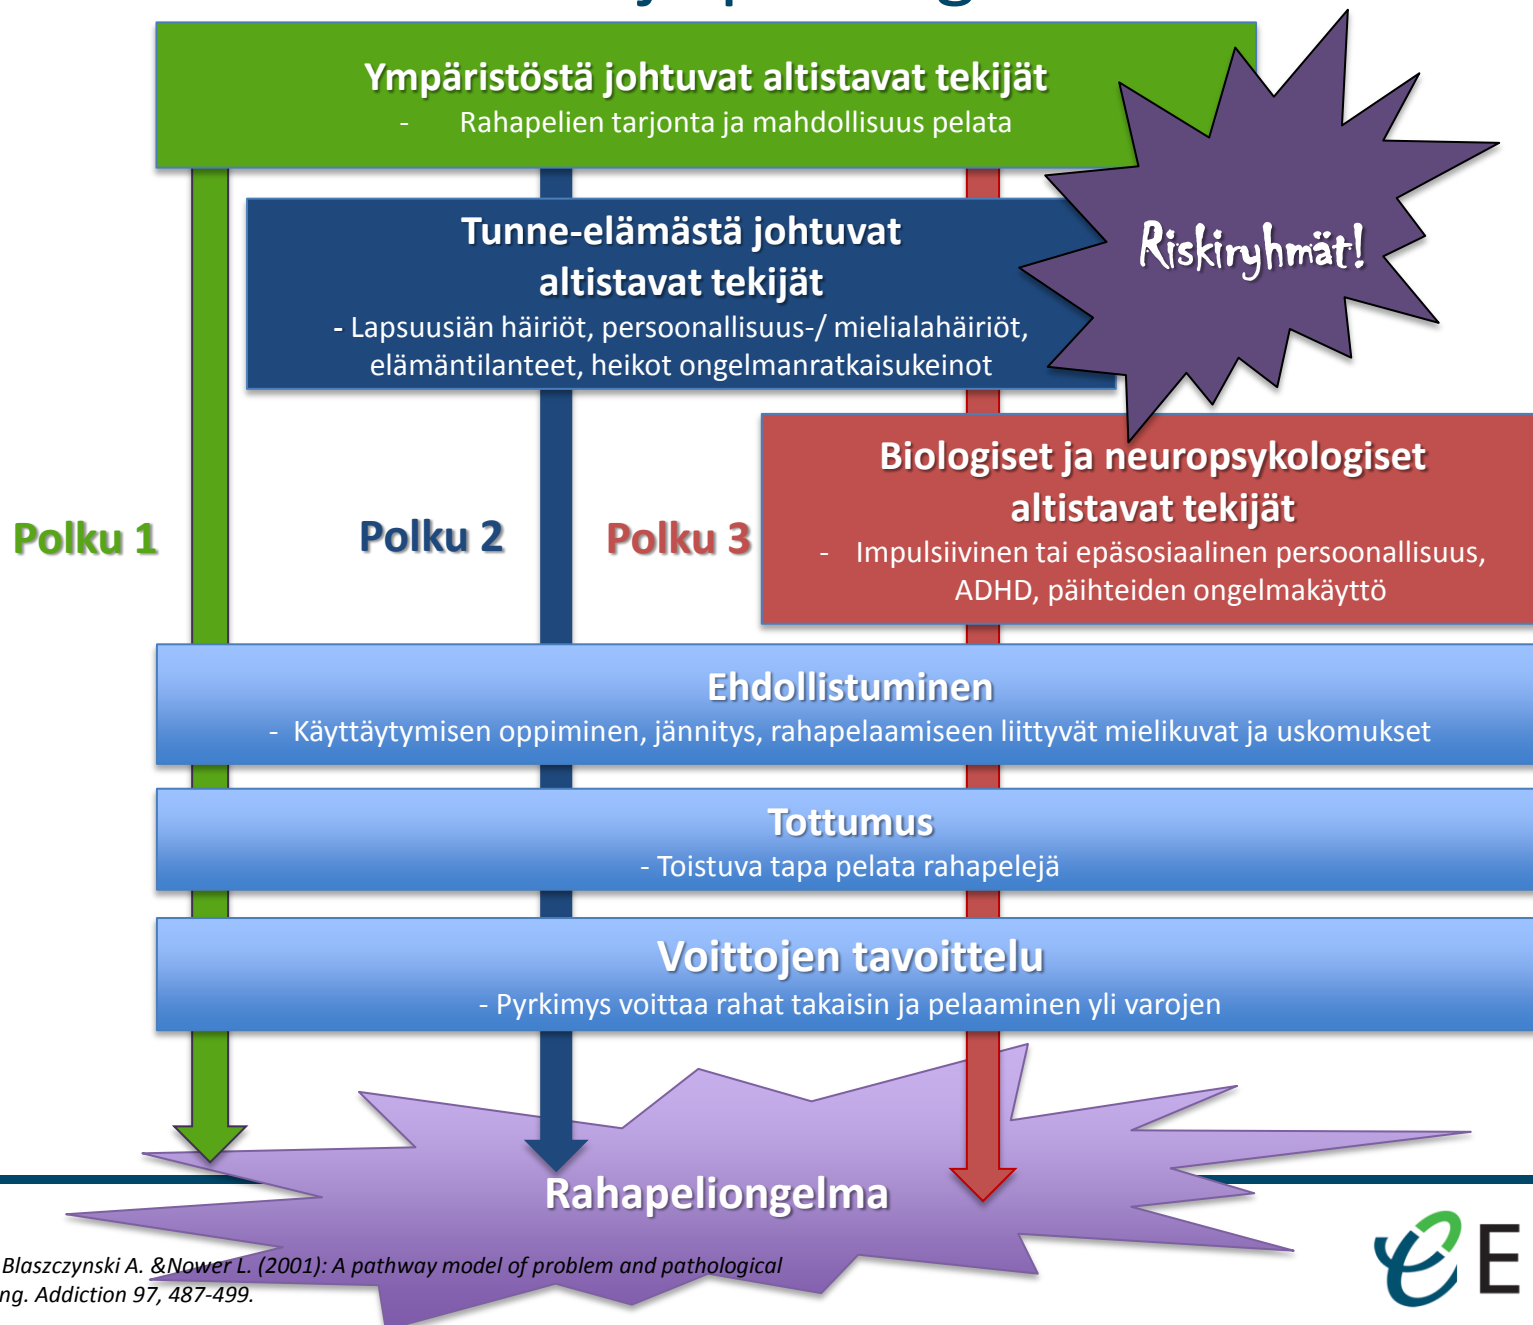 Ympäristöstä johtuvat altistavat tekijät
- Rahapelien tarjonta ja mahdollisuus pelata
Riskiryhmät!
Tunne-elämästä johtuvat
altistavat tekijät
- Lapsuusiän häiriöt, persoonallisuus-/ mielialahäiriöt,
elämäntilanteet, heikot ongelmanratkaisukeinot
Biologiset ja neuropsykologiset
altistavat tekijät
- Impulsiivinen tai epäsosiaalinen persoonallisuus,
ADHD, päihteiden ongelmakäyttö
Polku 1
Polku 2
Polku 3
Ehdollistuminen
- Käyttäytymisen oppiminen, jännitys, rahapelaamiseen liittyvät mielikuvat ja uskomukset
Tottumus
- Toistuva tapa pelata rahapelejä
Voittojen tavoittelu
- Pyrkimys voittaa rahat takaisin ja pelaaminen yli varojen
Rahapeliongelma
Blaszczynski A. &Nower L. (2001): A pathway model of problem and pathological
ng. Addiction 97, 487-499.
E